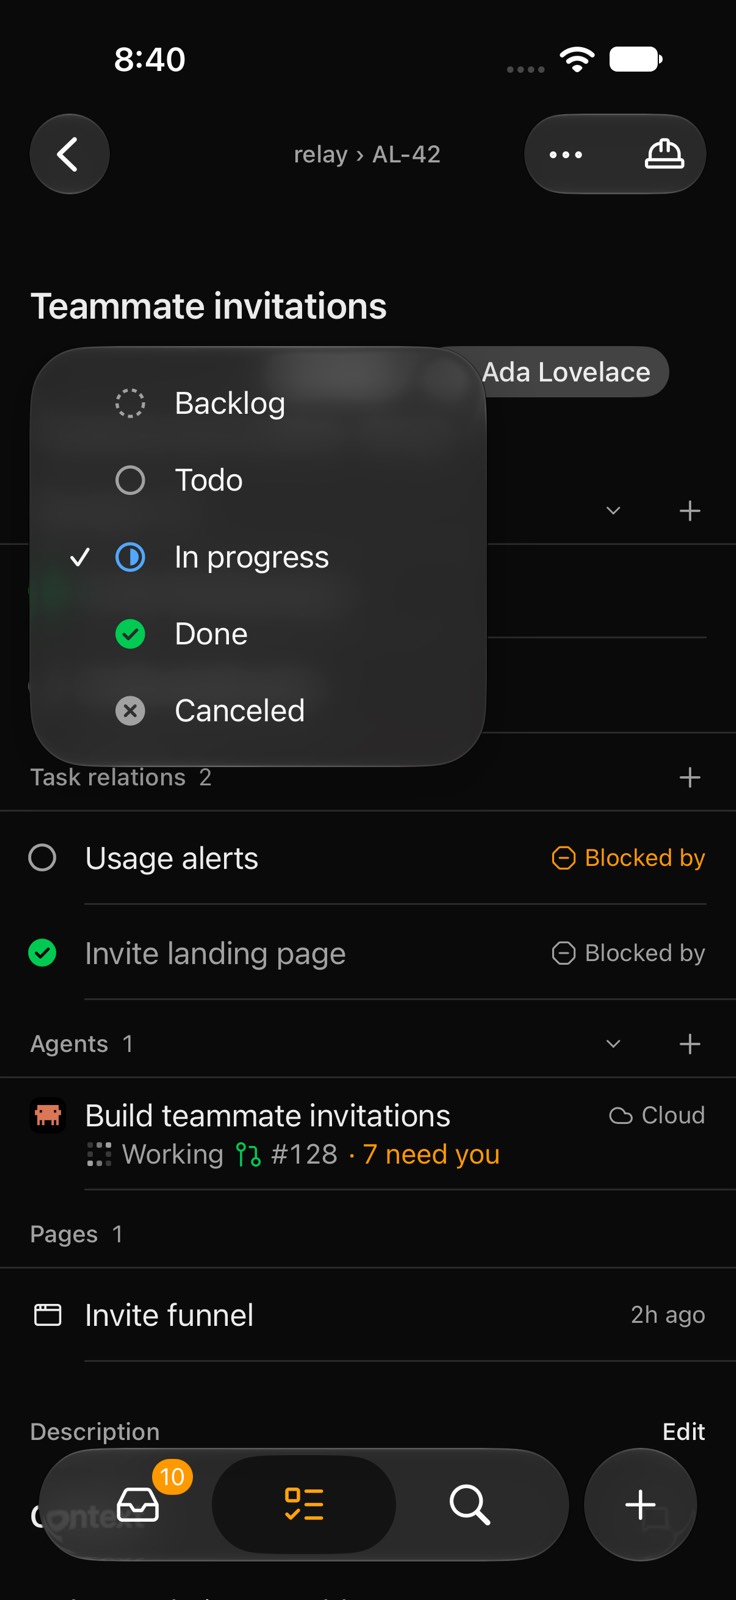 8:40
relay › AL-42
Teammate invitations
Ada Lovelace
Backlog
Todo
In progress
Done
Canceled
Task relations 2
Usage alerts Blocked by
Invite landing page Blocked by
Agents 1
Build teammate invitations Cloud
Working #128 · 7 need you
Pages 1
Invite funnel 2h ago
Description Edit
10